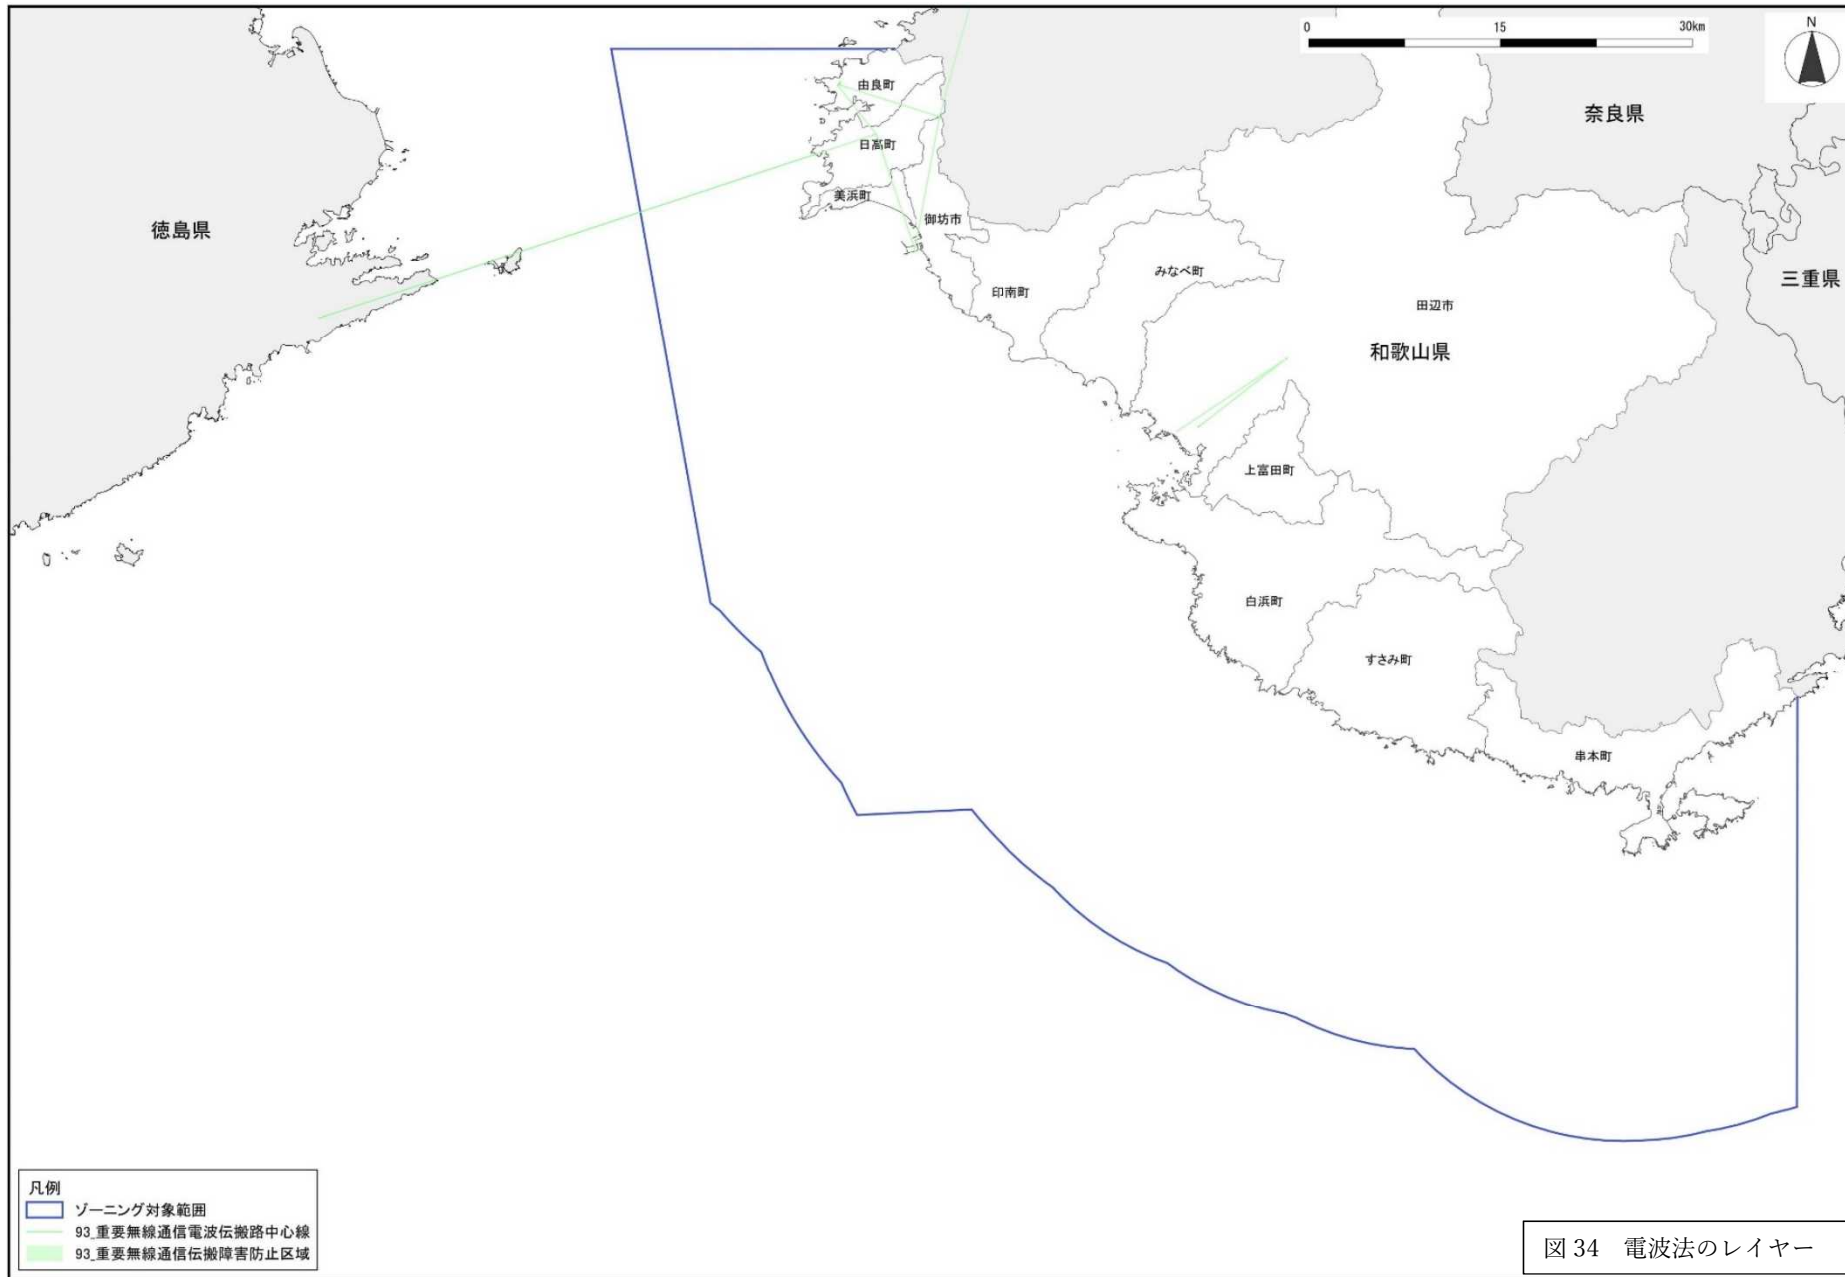 0 15 30km
N
由良町
奈良県
日高町
美浜町
御坊市
徳島県
みなべ町
三重県
印南町
田辺市
和歌山県
上富田町
白浜町
すさみ町
串本町
凡例
ゾーニング対象範囲
93_重要無線通信電波伝搬路中心線
93_重要無線通信伝搬障害防止区域
図 34　電波法のレイヤー